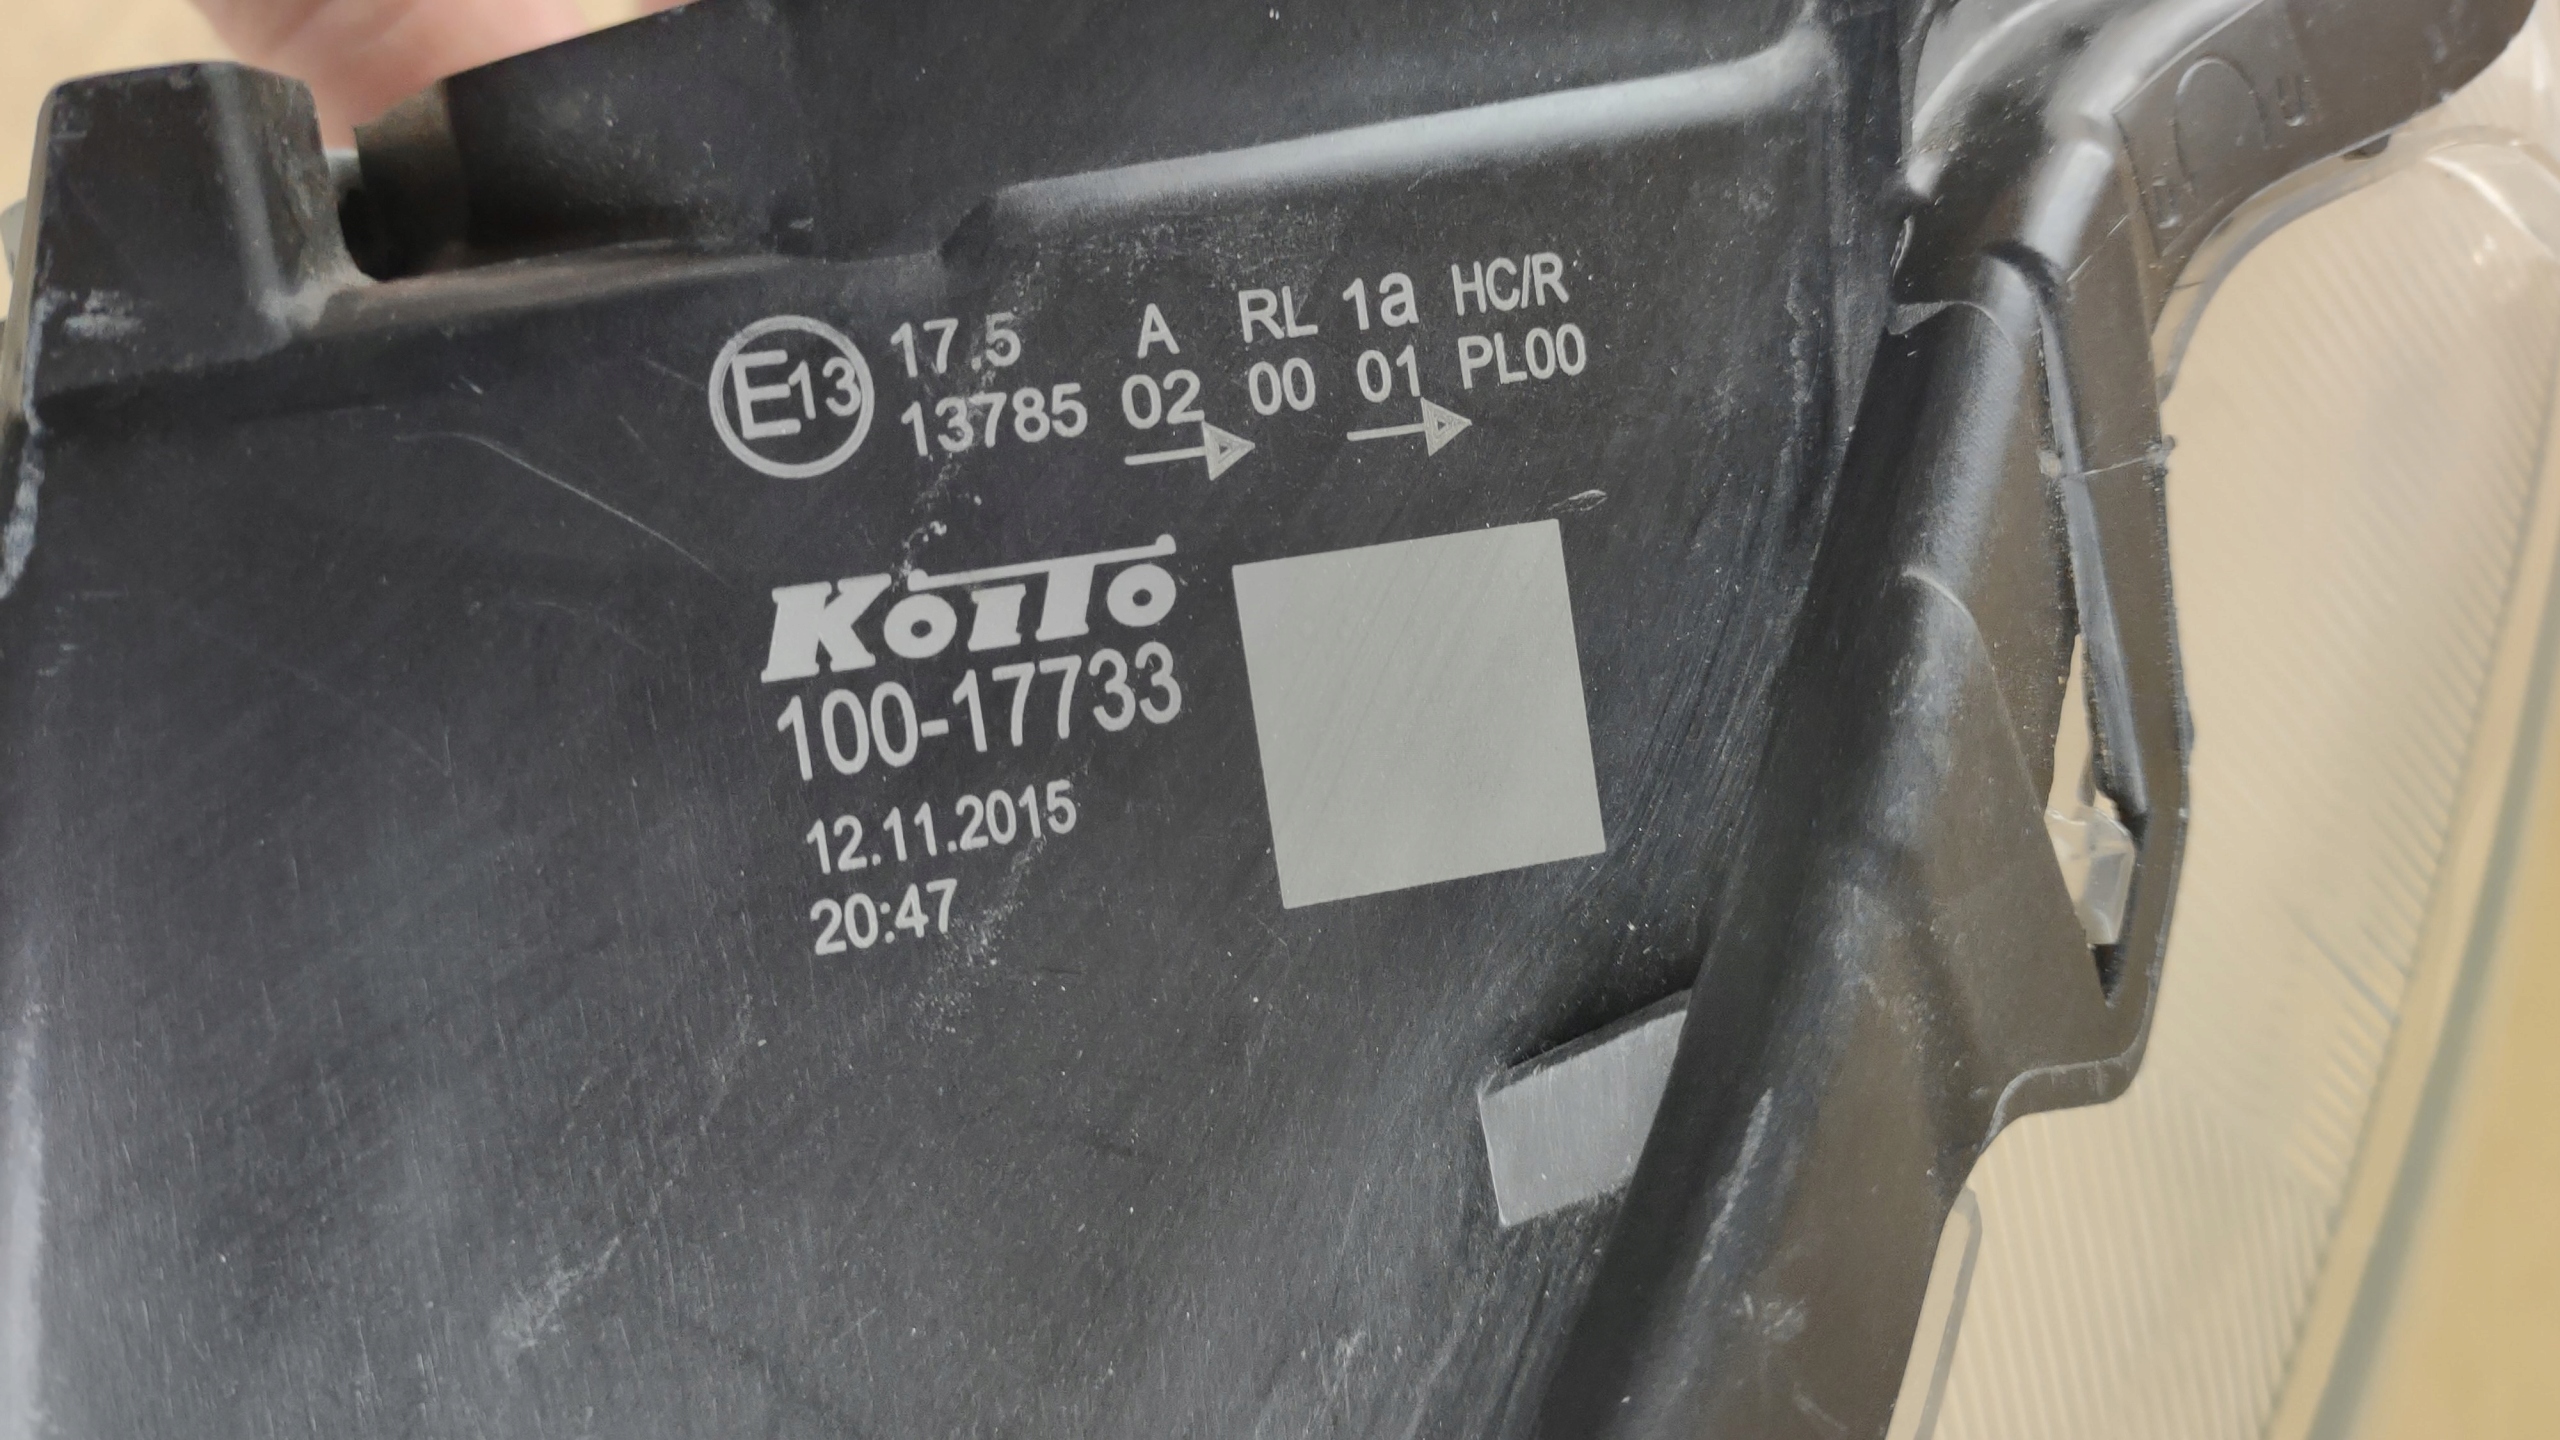 E13 17.5 A RL 1a HC/R
13785 02 00 01 PL00
KOITO
100-17733
12.11.2015
20:47